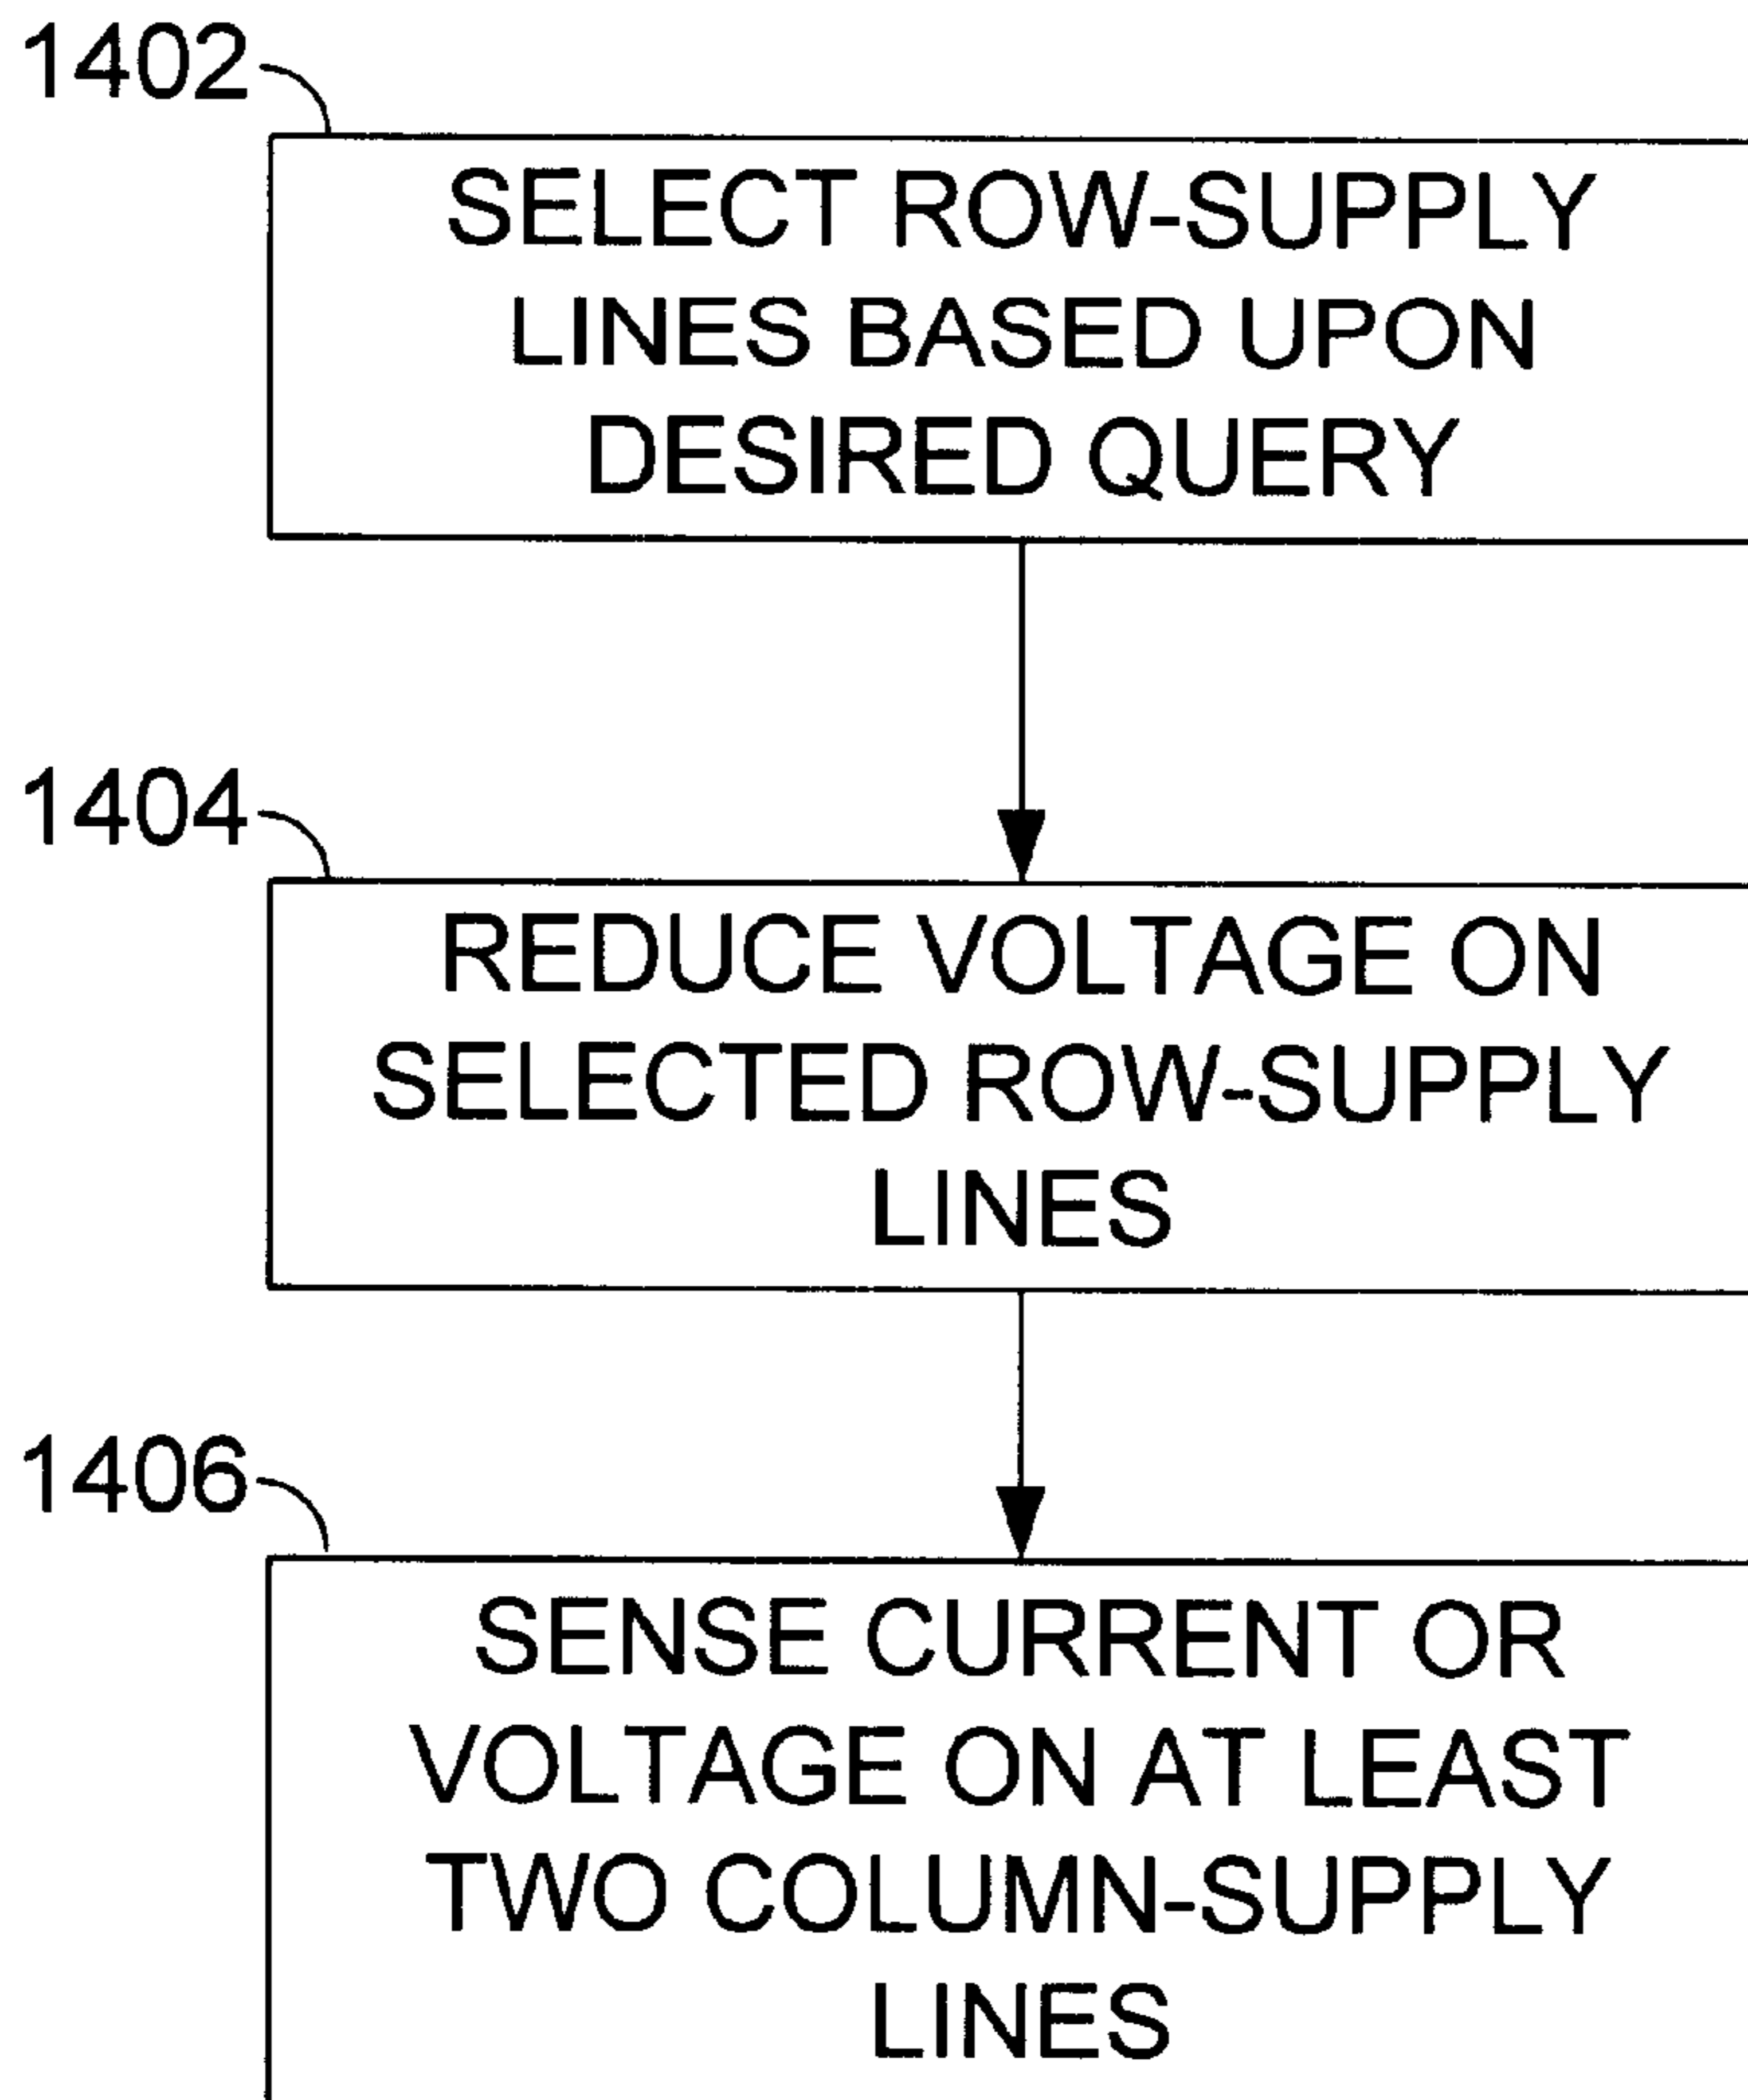 1402
SELECT ROW-SUPPLY
LINES BASED UPON
DESIRED QUERY
1404
REDUCE VOLTAGE ON
SELECTED ROW-SUPPLY
LINES
1406
SENSE CURRENT OR
VOLTAGE ON AT LEAST
TWO COLUMN-SUPPLY
LINES